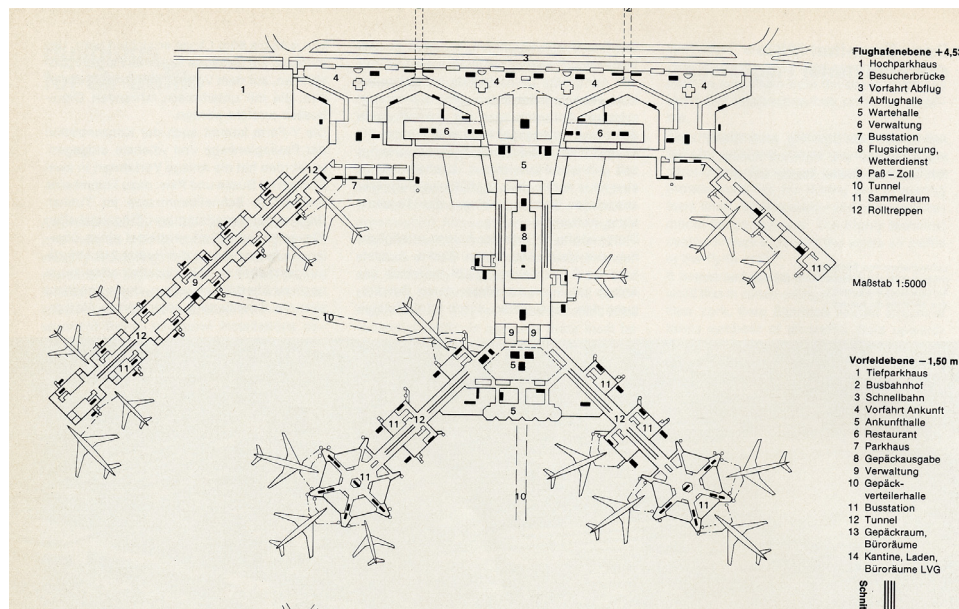 2
3
4
4
4
4
1
6
5
6
12
7
7
8
11
9
10
12
11
9 9
5
11
11
12
5
12
11
11
10
11
11
Flughafenebene +4,5
1 Hochparkhaus
2 Besucherbrücke
3 Vorfahrt Abflug
4 Abflughalle
5 Wartehalle
6 Verwaltung
7 Busstation
8 Flugsicherung,
Wetterdienst
9 Paß – Zoll
10 Tunnel
11 Sammelraum
12 Rolltreppen
Maßstab 1:5000
Vorfeldebene – 1,50 m
1 Tiefparkhaus
2 Busbahnhof
3 Schnellbahn
4 Vorfahrt Ankunft
5 Ankunfthalle
6 Restaurant
7 Parkhaus
8 Gepäckausgabe
9 Verwaltung
10 Gepäck-
verteilerhalle
11 Busstation
12 Tunnel
13 Gepäckraum,
Büroräume
14 Kantine, Laden,
Büroräume LVG
Schnit